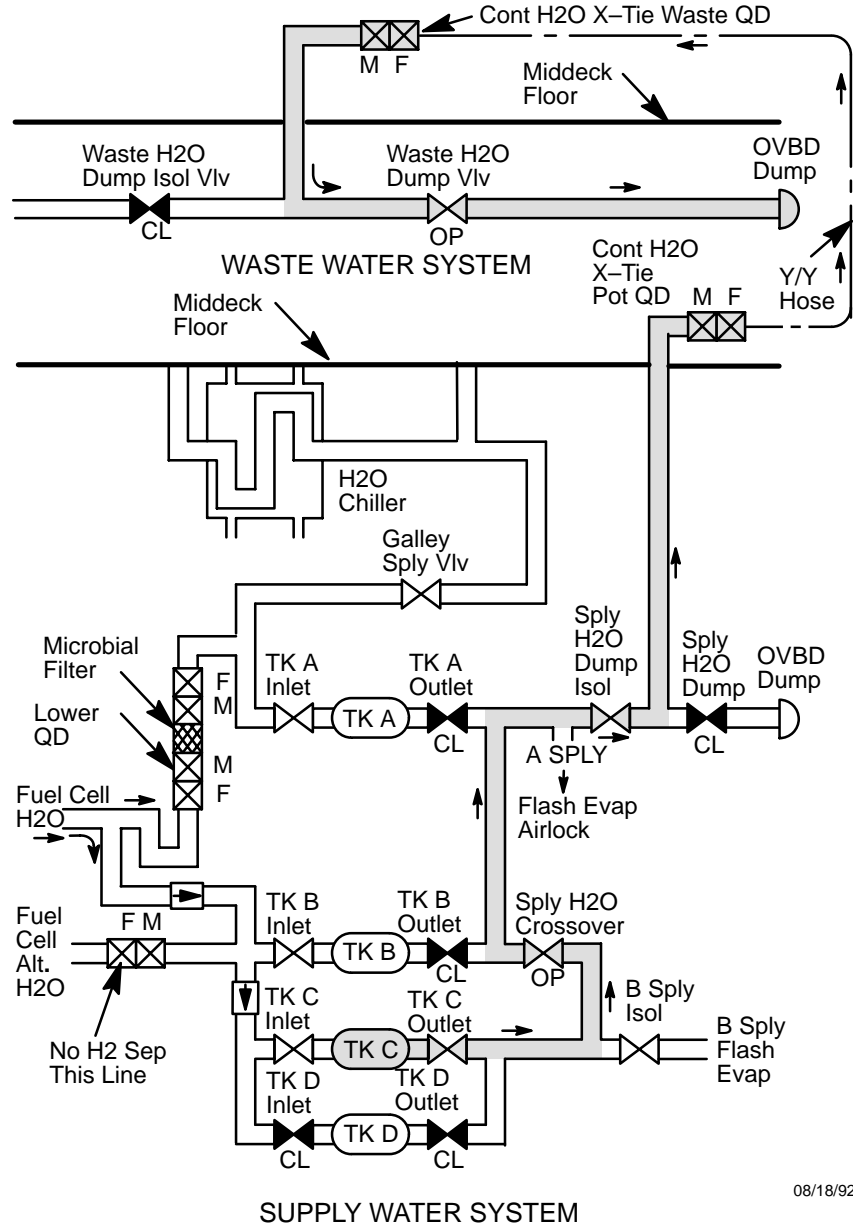 Cont H2O X–Tie Waste QD
M F
Middeck
Floor
Waste H2O
Dump Isol Vlv
CL
Waste H2O
Dump Vlv
OP
OVBD
Dump
WASTE WATER SYSTEM
Cont H2O
X–Tie
Pot QD
M F
Y/Y
Hose
Middeck
Floor
H2O
Chiller
Galley
Sply Vlv
Microbial
Filter
Lower
QD
F
M
M
F
TK A
Inlet
TK A
TK A
Outlet
CL
Sply
H2O
Dump
Isol
Sply
H2O
Dump
CL
OVBD
Dump
A SPLY
Flash Evap
Airlock
Fuel Cell
H2O
Fuel
Cell
Alt.
H2O
F M
No H2 Sep
This Line
TK B
Inlet
TK B
TK B
Outlet
CL
Sply H2O
Crossover
OP
TK C
Inlet
TK C
TK C
Outlet
B Sply
Isol
B Sply
Flash
Evap
TK D
Inlet
CL
TK D
TK D
Outlet
CL
08/18/92
SUPPLY WATER SYSTEM